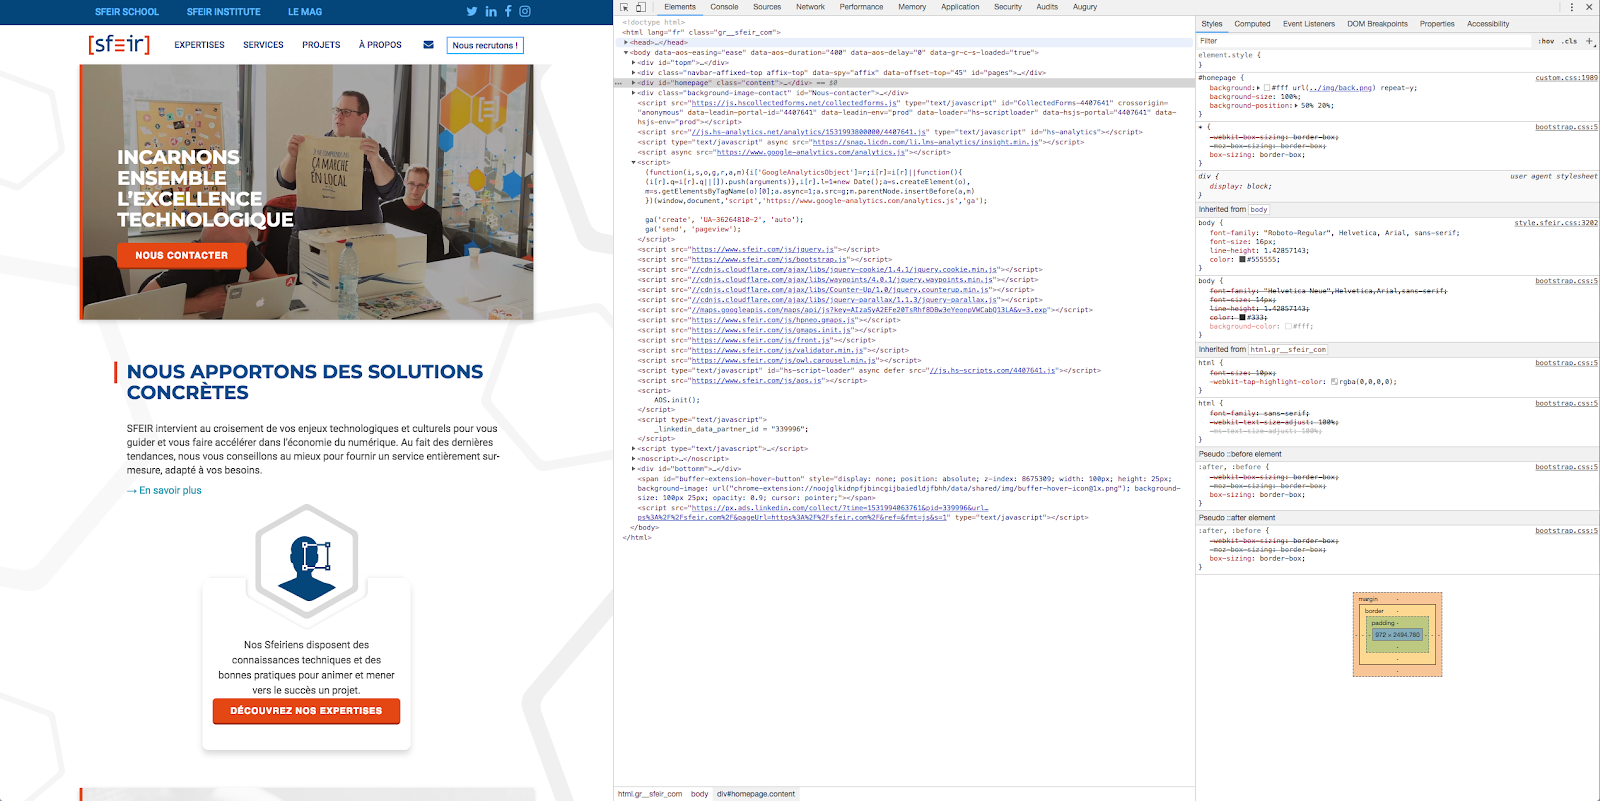 SFEIR SCHOOL
SFEIR INSTITUTE
LE MAG
[sfeir]
EXPERTISES
SERVICES
PROJETS
À PROPOS
Nous recrutons !
ÇA MARCHE
EN LOCAL
INCARNONS
ENSEMBLE
L'EXCELLENCE
TECHNOLOGIQUE
NOUS CONTACTER
NOUS APPORTONS DES SOLUTIONS
CONCRÈTES
SFEIR intervient au croisement de vos enjeux technologiques et culturels pour vous
guider et vous faire accélérer dans l'économie du numérique. Au fait des dernières
tendances, nous vous conseillons au mieux pour fournir un service entièrement sur-
mesure, adapté à vos besoins.
→ En savoir plus
Nos Sfeiriens disposent des
connaissances techniques et des
bonnes pratiques pour animer et mener
vers le succès un projet.
DÉCOUVREZ NOS EXPERTISES
Elements Console Sources Network Performance Memory Application Security Audits Augury
<!doctype html>
<html lang="fr" class="gr__sfeir_com">
<head>…</head>
<body data-aos-easing="ease" data-aos-duration="400" data-aos-delay="0" data-gr-c-s-loaded="true">
<div id="topm">…</div>
<div class="navbar-affixed-top affix-top" data-spy="affix" data-offset-top="45" id="pages">…</div>
<div id="homepage" class="content">…</div> == $0
<div class="background-image-contact" id="Nous-contacter">…</div>
<script src="https://js.hscollectedforms.net/collectedforms.js" type="text/javascript" id="CollectedForms-4407641" crossorigin=
"anonymous" data-leadin-portal-id="4407641" data-leadin-env="prod" data-loader="hs-scriptloader" data-hsjs-portal="4407641" data-
hsjs-env="prod"></script>
<script src="//js.hs-analytics.net/analytics/1531993800000/4407641.js" type="text/javascript" id="hs-analytics"></script>
<script type="text/javascript" async src="https://snap.licdn.com/li.lms-analytics/insight.min.js"></script>
<script async src="https://www.google-analytics.com/analytics.js"></script>
<script>
(function(i,s,o,g,r,a,m){i['GoogleAnalyticsObject']=r;i[r]=i[r]||function(){
(i[r].q=i[r].q||[]).push(arguments)},i[r].l=1*new Date();a=s.createElement(o),
m=s.getElementsByTagName(o)[0];a.async=1;a.src=g;m.parentNode.insertBefore(a,m)
})(window,document,'script','https://www.google-analytics.com/analytics.js','ga');
ga('create', 'UA-36264810-2', 'auto');
ga('send', 'pageview');
</script>
<script src="https://www.sfeir.com/js/jquery.js"></script>
<script src="https://www.sfeir.com/js/bootstrap.js"></script>
<script src="//cdnjs.cloudflare.com/ajax/libs/jquery-cookie/1.4.1/jquery.cookie.min.js"></script>
<script src="//cdnjs.cloudflare.com/ajax/libs/waypoints/4.0.1/jquery.waypoints.min.js"></script>
<script src="//cdnjs.cloudflare.com/ajax/libs/Counter-Up/1.0/jquery.counterup.min.js"></script>
<script src="//cdnjs.cloudflare.com/ajax/libs/jquery-parallax/1.1.3/jquery-parallax.js"></script>
<script src="https://www.sfeir.com/js/hpneo.gmaps.js"></script>
<script src="https://www.sfeir.com/js/gmaps.init.js"></script>
<script src="https://www.sfeir.com/js/front.js"></script>
<script src="https://www.sfeir.com/js/validator.min.js"></script>
<script src="https://www.sfeir.com/js/owl.carousel.min.js"></script>
<script type="text/javascript" id="hs-script-loader" async defer src="//js.hs-scripts.com/4407641.js"></script>
<script src="https://www.sfeir.com/js/aos.js"></script>
<script>
AOS.init();
</script>
<script type="text/javascript">
_linkedin_data_partner_id = "339996";
</script>
<script type="text/javascript">…</script>
<noscript>…</noscript>
<div id="bottomm">…</div>
<span id="buffer-extension-hover-button" style="display: none; position: absolute; z-index: 8675309; width: 100px; height: 25px;
background-image: url("chrome-extension://noojglkidnpfjbincgijbaiedldjfbhh/data/shared/img/buffer-hover-icon@1x.png"); background-
size: 100px 25px; opacity: 0.9; cursor: pointer;"></span>
<script src="https://px.ads.linkedin.com/collect/?time=1531994063761&pid=339996&url…
ps%3A%2F%2Fsfeir.com%2F&pageUrl=https%3A%2F%2Fsfeir.com%2F&ref=&fmt=js&s=1" type="text/javascript"></script>
</body>
</html>
html.gr__sfeir_com body div#homepage.content
Styles Computed Event Listeners DOM Breakpoints Properties Accessibility
Filter :hov .cls +
element.style {
}
#homepage { custom.css:1989
background: #fff url(../img/back.png) repeat-y;
background-size: 100%;
background-position: 50% 20%;
}
* { bootstrap.css:5
-webkit-box-sizing: border-box;
-moz-box-sizing: border-box;
box-sizing: border-box;
}
div { user agent stylesheet
display: block;
}
Inherited from body
body { style.sfeir.css:3202
font-family: "Roboto-Regular", Helvetica, Arial, sans-serif;
font-size: 16px;
line-height: 1.42857143;
color: #555555;
}
body { bootstrap.css:5
font-family: "Helvetica Neue",Helvetica,Arial,sans-serif;
font-size: 14px;
line-height: 1.42857143;
color: #333;
background-color: #fff;
}
Inherited from html.gr__sfeir_com
html { bootstrap.css:5
font-size: 10px;
-webkit-tap-highlight-color: rgba(0,0,0,0);
}
html { bootstrap.css:5
font-family: sans-serif;
-webkit-text-size-adjust: 100%;
-ms-text-size-adjust: 100%;
}
Pseudo ::before element
:after, :before { bootstrap.css:5
-webkit-box-sizing: border-box;
-moz-box-sizing: border-box;
box-sizing: border-box;
}
Pseudo ::after element
:after, :before { bootstrap.css:5
-webkit-box-sizing: border-box;
-moz-box-sizing: border-box;
box-sizing: border-box;
}
margin -
border -
padding -
972 × 2494.780